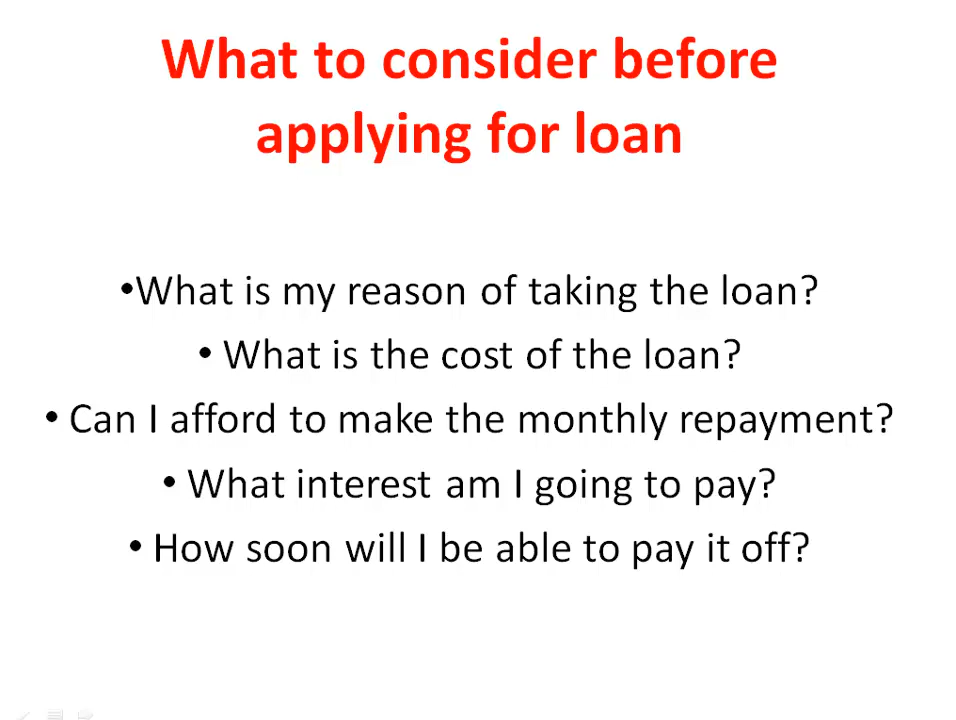 What to consider before
applying for loan
•What is my reason of taking the loan?
• What is the cost of the loan?
• Can I afford to make the monthly repayment?
• What interest am I going to pay?
• How soon will I be able to pay it off?